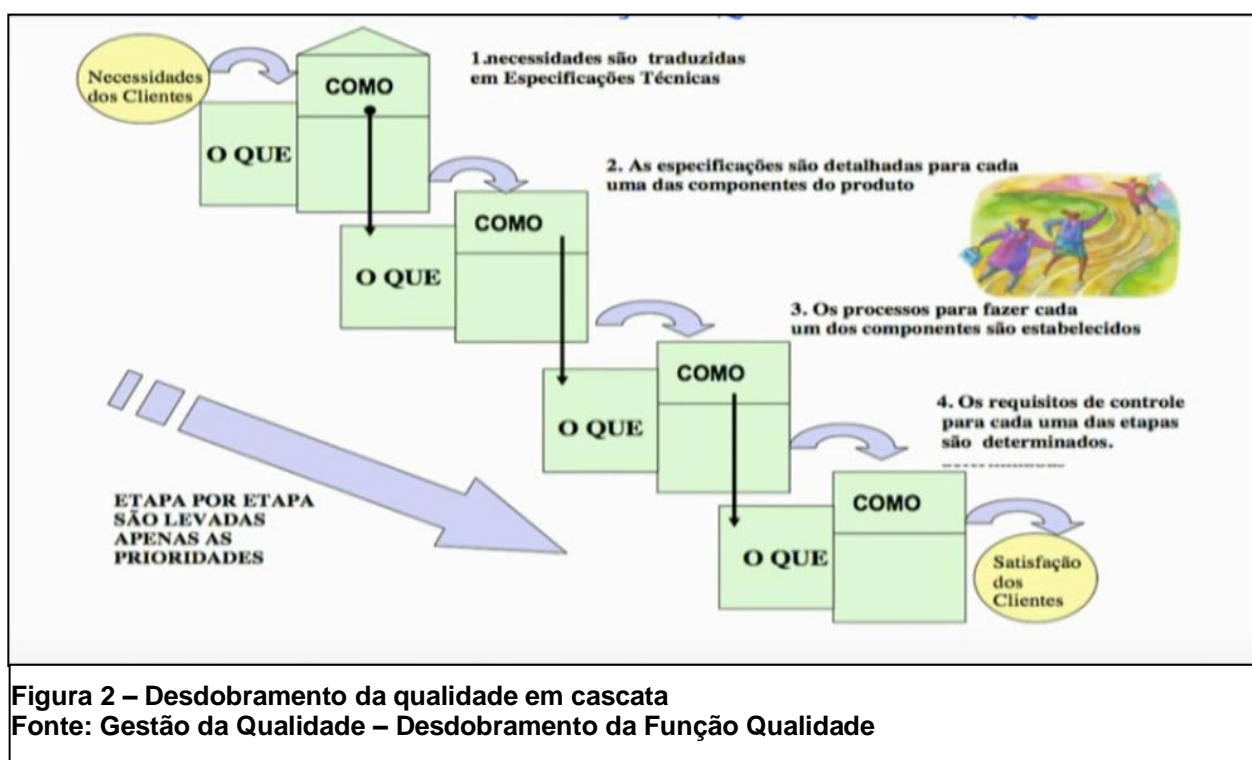 Necessidades
dos Clientes
COMO
O QUE
1.necessidades são traduzidas
em Especificações Técnicas
COMO
O QUE
2. As especificações são detalhadas para cada
uma das componentes do produto
COMO
O QUE
3. Os processos para fazer cada
um dos componentes são estabelecidos
COMO
O QUE
4. Os requisitos de controle
para cada uma das etapas
são determinados.
Satisfação
dos
Clientes
ETAPA POR ETAPA
SÃO LEVADAS
APENAS AS
PRIORIDADES
Figura 2 – Desdobramento da qualidade em cascata
Fonte: Gestão da Qualidade – Desdobramento da Função Qualidade